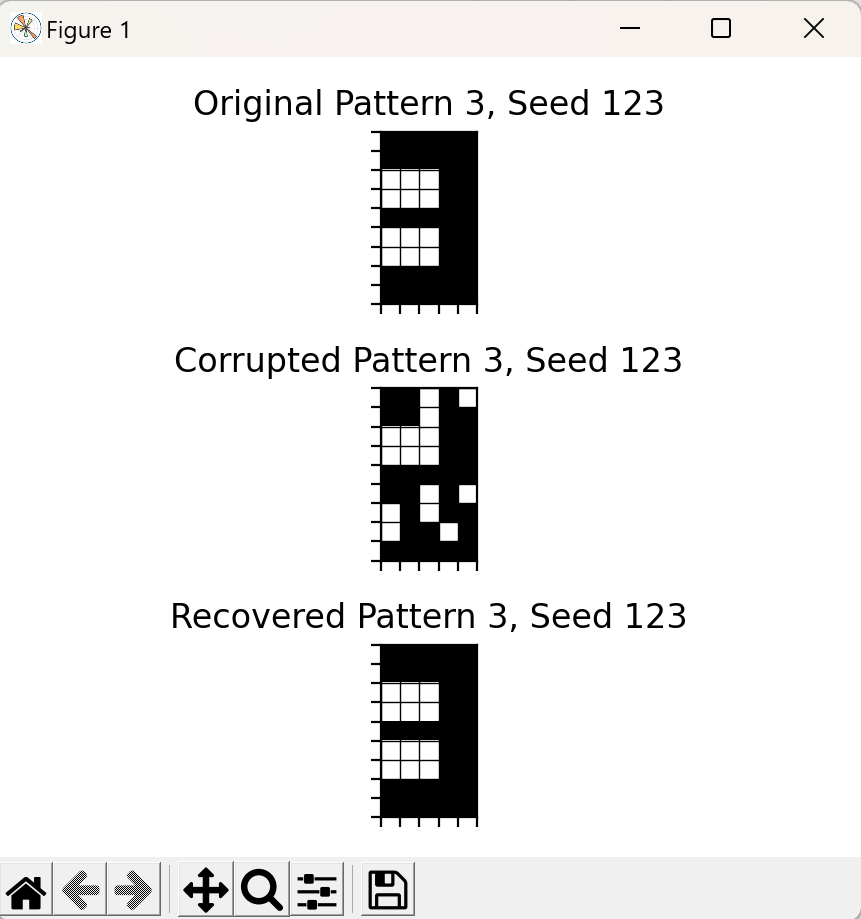 Figure 1
Original Pattern 3, Seed 123
Corrupted Pattern 3, Seed 123
Recovered Pattern 3, Seed 123